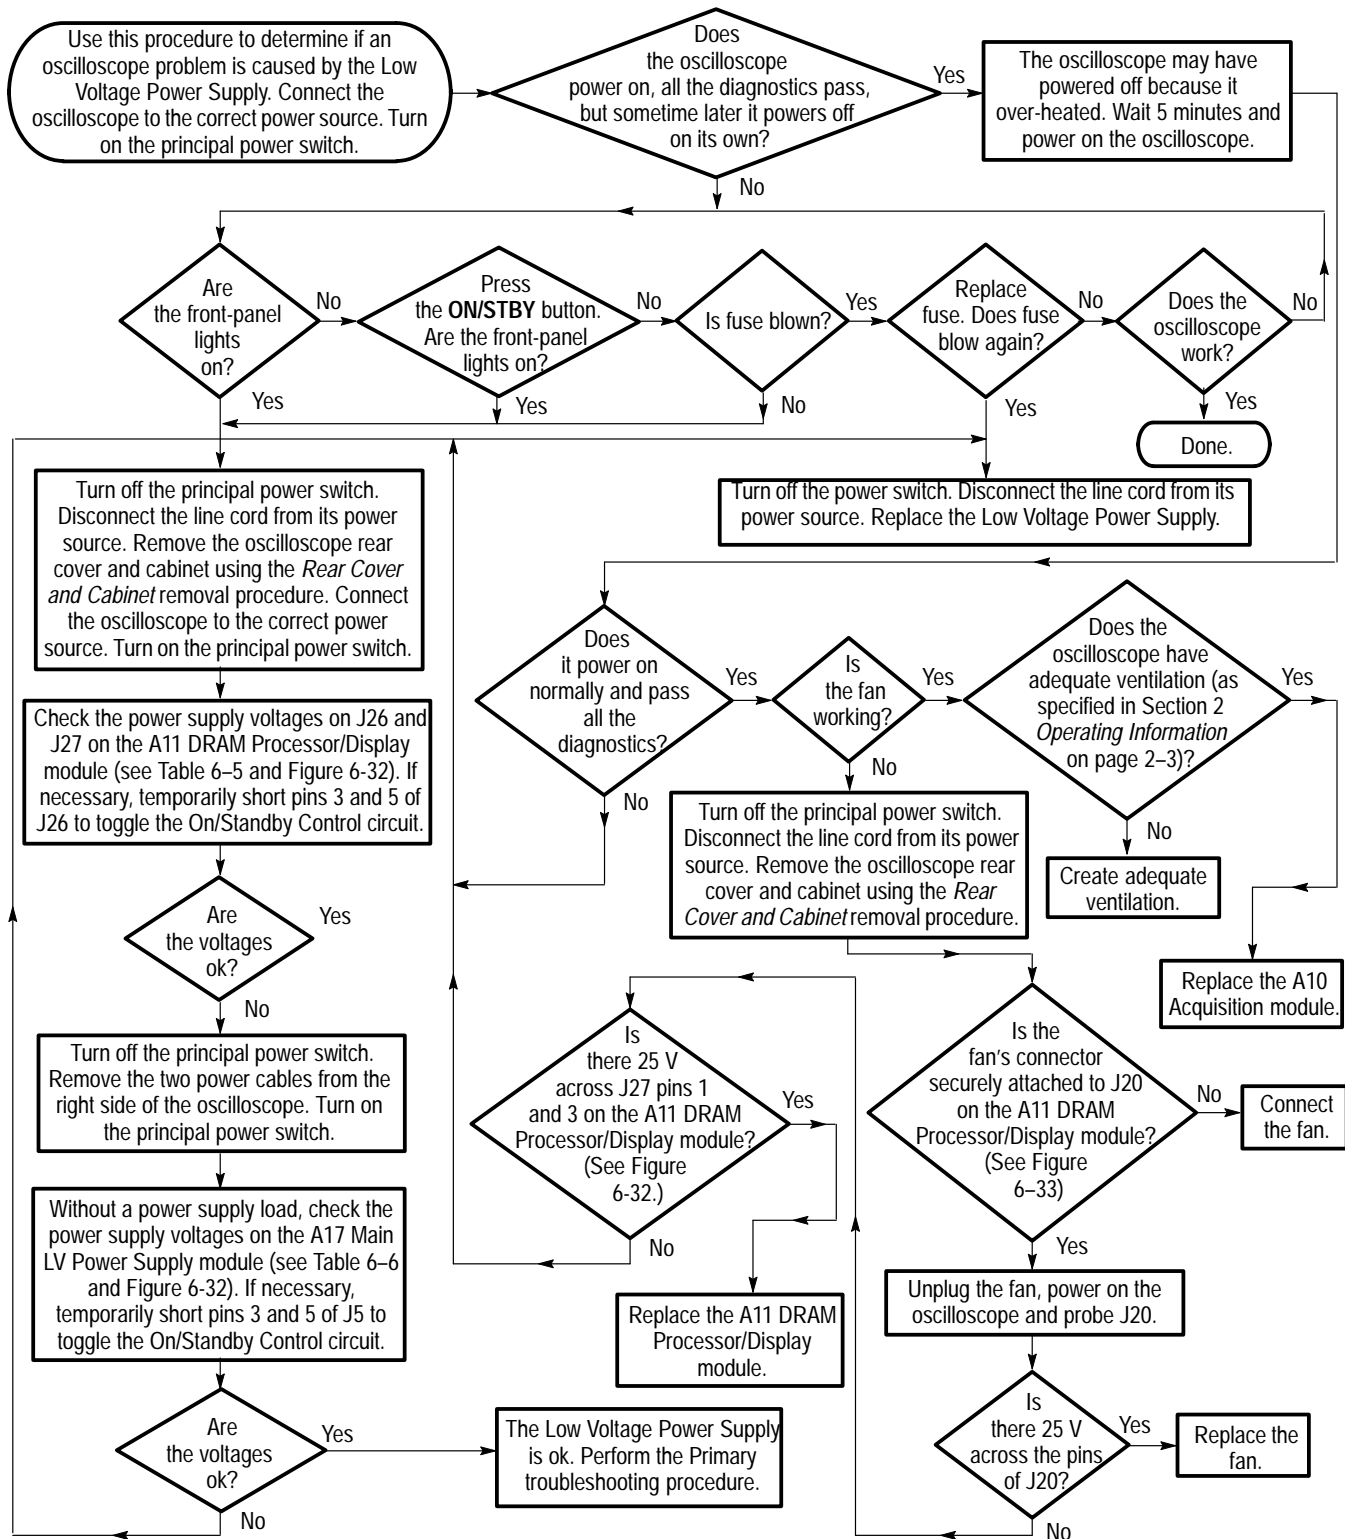 Use this procedure to determine if an
oscilloscope problem is caused by the Low
Voltage Power Supply. Connect the
oscilloscope to the correct power source. Turn
on the principal power switch.
Does
the oscilloscope
power on, all the diagnostics pass,
but sometime later it powers off
on its own?
Yes
No
The oscilloscope may have
powered off because it
over-heated. Wait 5 minutes and
power on the oscilloscope.
Are
the front-panel
lights
on?
No
Yes
Press
the ON/STBY button.
Are the front-panel
lights on?
No
Yes
Is fuse blown?
Yes
No
Replace
fuse. Does fuse
blow again?
No
Yes
Does the
oscilloscope
work?
No
Yes
Done.
Turn off the power switch. Disconnect the line cord from its
power source. Replace the Low Voltage Power Supply.
Turn off the principal power switch.
Disconnect the line cord from its power
source. Remove the oscilloscope rear
cover and cabinet using the Rear Cover
and Cabinet removal procedure. Connect
the oscilloscope to the correct power
source. Turn on the principal power switch.
Check the power supply voltages on J26 and
J27 on the A11 DRAM Processor/Display
module (see Table 6–5 and Figure 6-32). If
necessary, temporarily short pins 3 and 5 of
J26 to toggle the On/Standby Control circuit.
Are
the voltages
ok?
Yes
No
Turn off the principal power switch.
Remove the two power cables from the
right side of the oscilloscope. Turn on
the principal power switch.
Without a power supply load, check the
power supply voltages on the A17 Main
LV Power Supply module (see Table 6–6
and Figure 6-32). If necessary,
temporarily short pins 3 and 5 of J5 to
toggle the On/Standby Control circuit.
Are
the voltages
ok?
Yes
No
The Low Voltage Power Supply
is ok. Perform the Primary
troubleshooting procedure.
Does
it power on
normally and pass
all the
diagnostics?
Yes
No
Is
the fan
working?
Yes
No
Does the
oscilloscope have
adequate ventilation (as
specified in Section 2
Operating Information
on page 2–3)?
Yes
No
Create adequate
ventilation.
Replace the A10
Acquisition module.
Turn off the principal power switch.
Disconnect the line cord from its power
source. Remove the oscilloscope rear
cover and cabinet using the Rear
Cover and Cabinet removal procedure.
Is the
fan's connector
securely attached to J20
on the A11 DRAM
Processor/Display module?
(See Figure
6–33)
No
Yes
Connect
the fan.
Unplug the fan, power on the
oscilloscope and probe J20.
Is
there 25 V
across the pins
of J20?
Yes
No
Replace the
fan.
Is
there 25 V
across J27 pins 1
and 3 on the A11 DRAM
Processor/Display module?
(See Figure
6-32.)
Yes
No
Replace the A11 DRAM
Processor/Display
module.